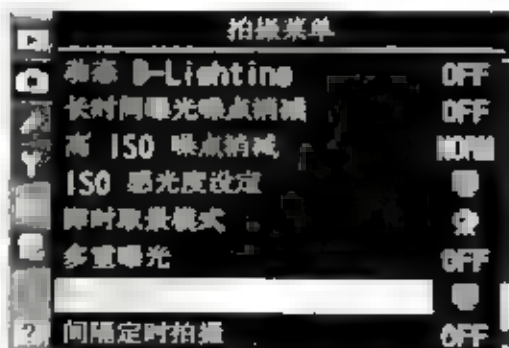 拍摄菜单
动态 D-Lighting OFF
长时间曝光噪点消减 OFF
高 ISO 噪点消减 NORM
ISO 感光度设定
即时取景模式
多重曝光 OFF
? 间隔定时拍摄 OFF